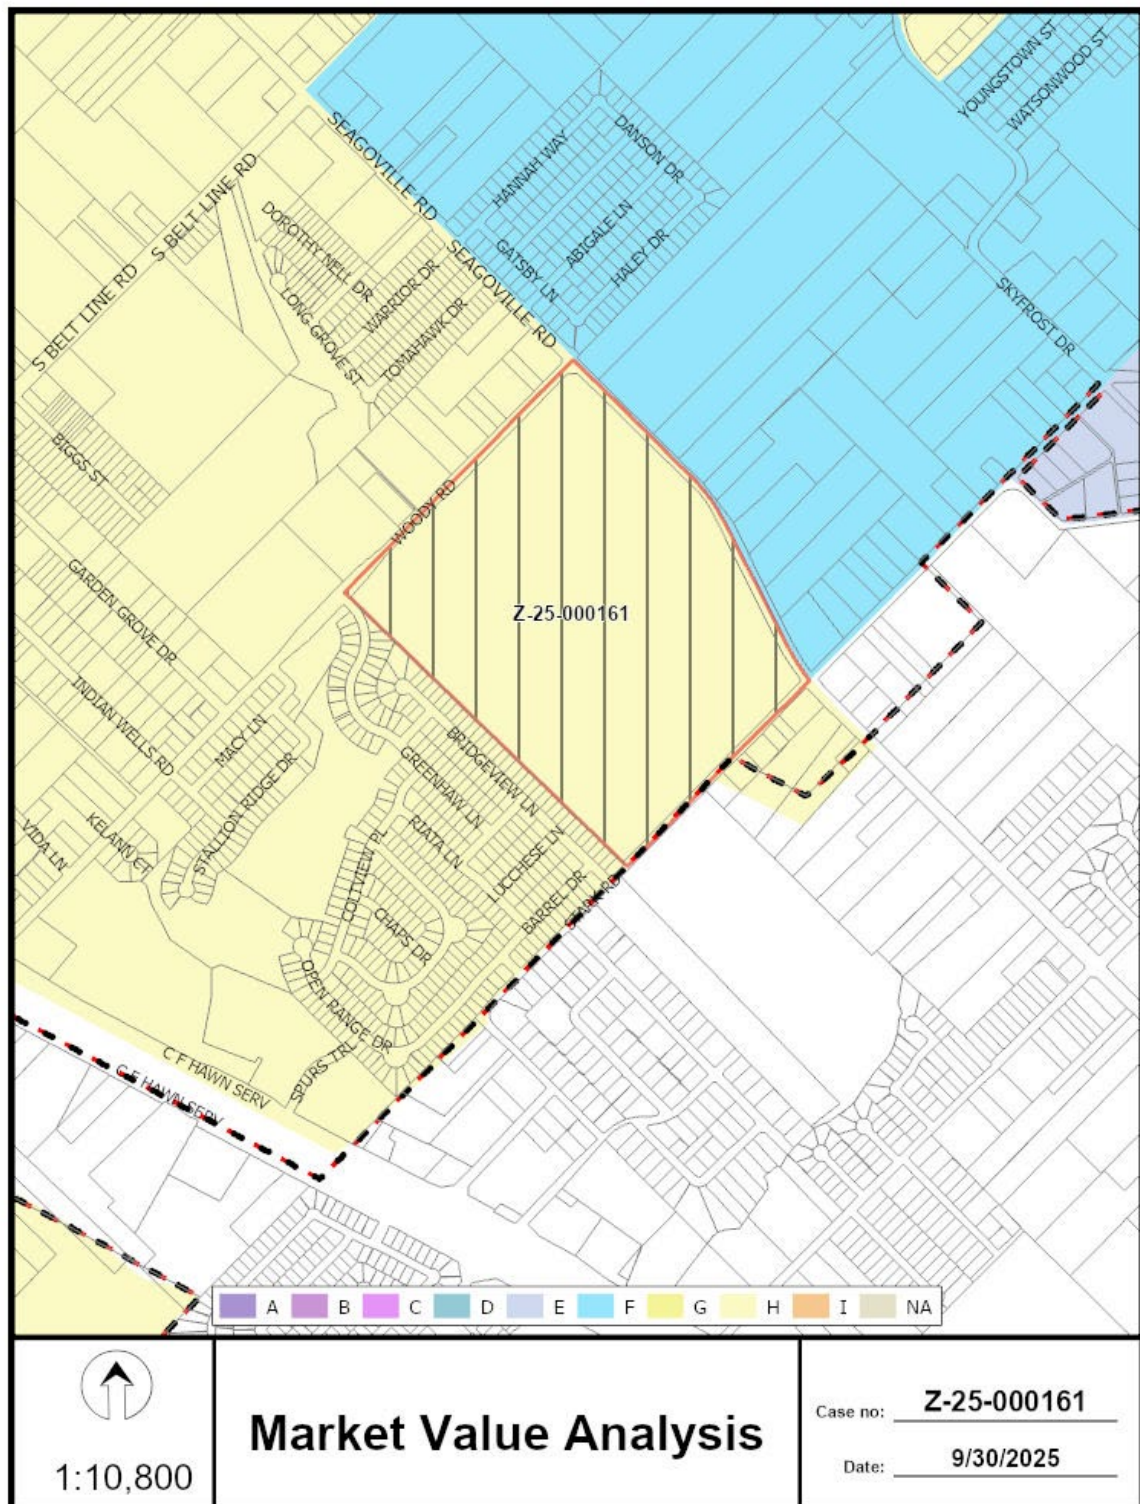 YOUNGSTOWN ST
WATSONWOOD ST
SEAGOVILLE RD
DANSON DR
HANNAH WAY
S BELT LINE RD
ABIGALE LN
DOROTHY NELL DR
HALEY DR
GATSBY LN
SEAGOVILLE RD
WARRIOR DR
S BELT LINE RD
LONG GROVE ST
TOMAHAWK DR
SKYFROST DR
BIGGS ST
WOODY RD
GARDEN GROVE DR
Z-25-000161
INDIAN WELLS RD
MACY LN
BRIDGEVIEW LN
GREENHAW LN
STALLION RIDGE DR
RIATA LN
VIDA LN
KELANN CT
COLTVIEW PL
LUCCHESE LN
BARREL DR
STARK RD
CHAPS DR
OPEN RANGE DR
SPURS TRL
C F HAWN SERV
C F HAWN SERV
A B C D E F G H I NA
1:10,800
Market Value Analysis
Case no: Z-25-000161
Date: 9/30/2025